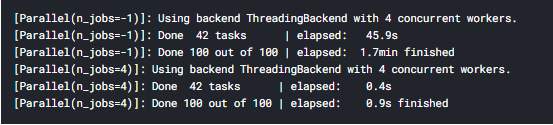 [Parallel(n_jobs=-1)]: Using backend ThreadingBackend with 4 concurrent workers.
[Parallel(n_jobs=-1)]: Done  42 tasks      | elapsed:   45.9s
[Parallel(n_jobs=-1)]: Done 100 out of 100 | elapsed:  1.7min finished
[Parallel(n_jobs=4)]: Using backend ThreadingBackend with 4 concurrent workers.
[Parallel(n_jobs=4)]: Done  42 tasks      | elapsed:    0.4s
[Parallel(n_jobs=4)]: Done 100 out of 100 | elapsed:    0.9s finished